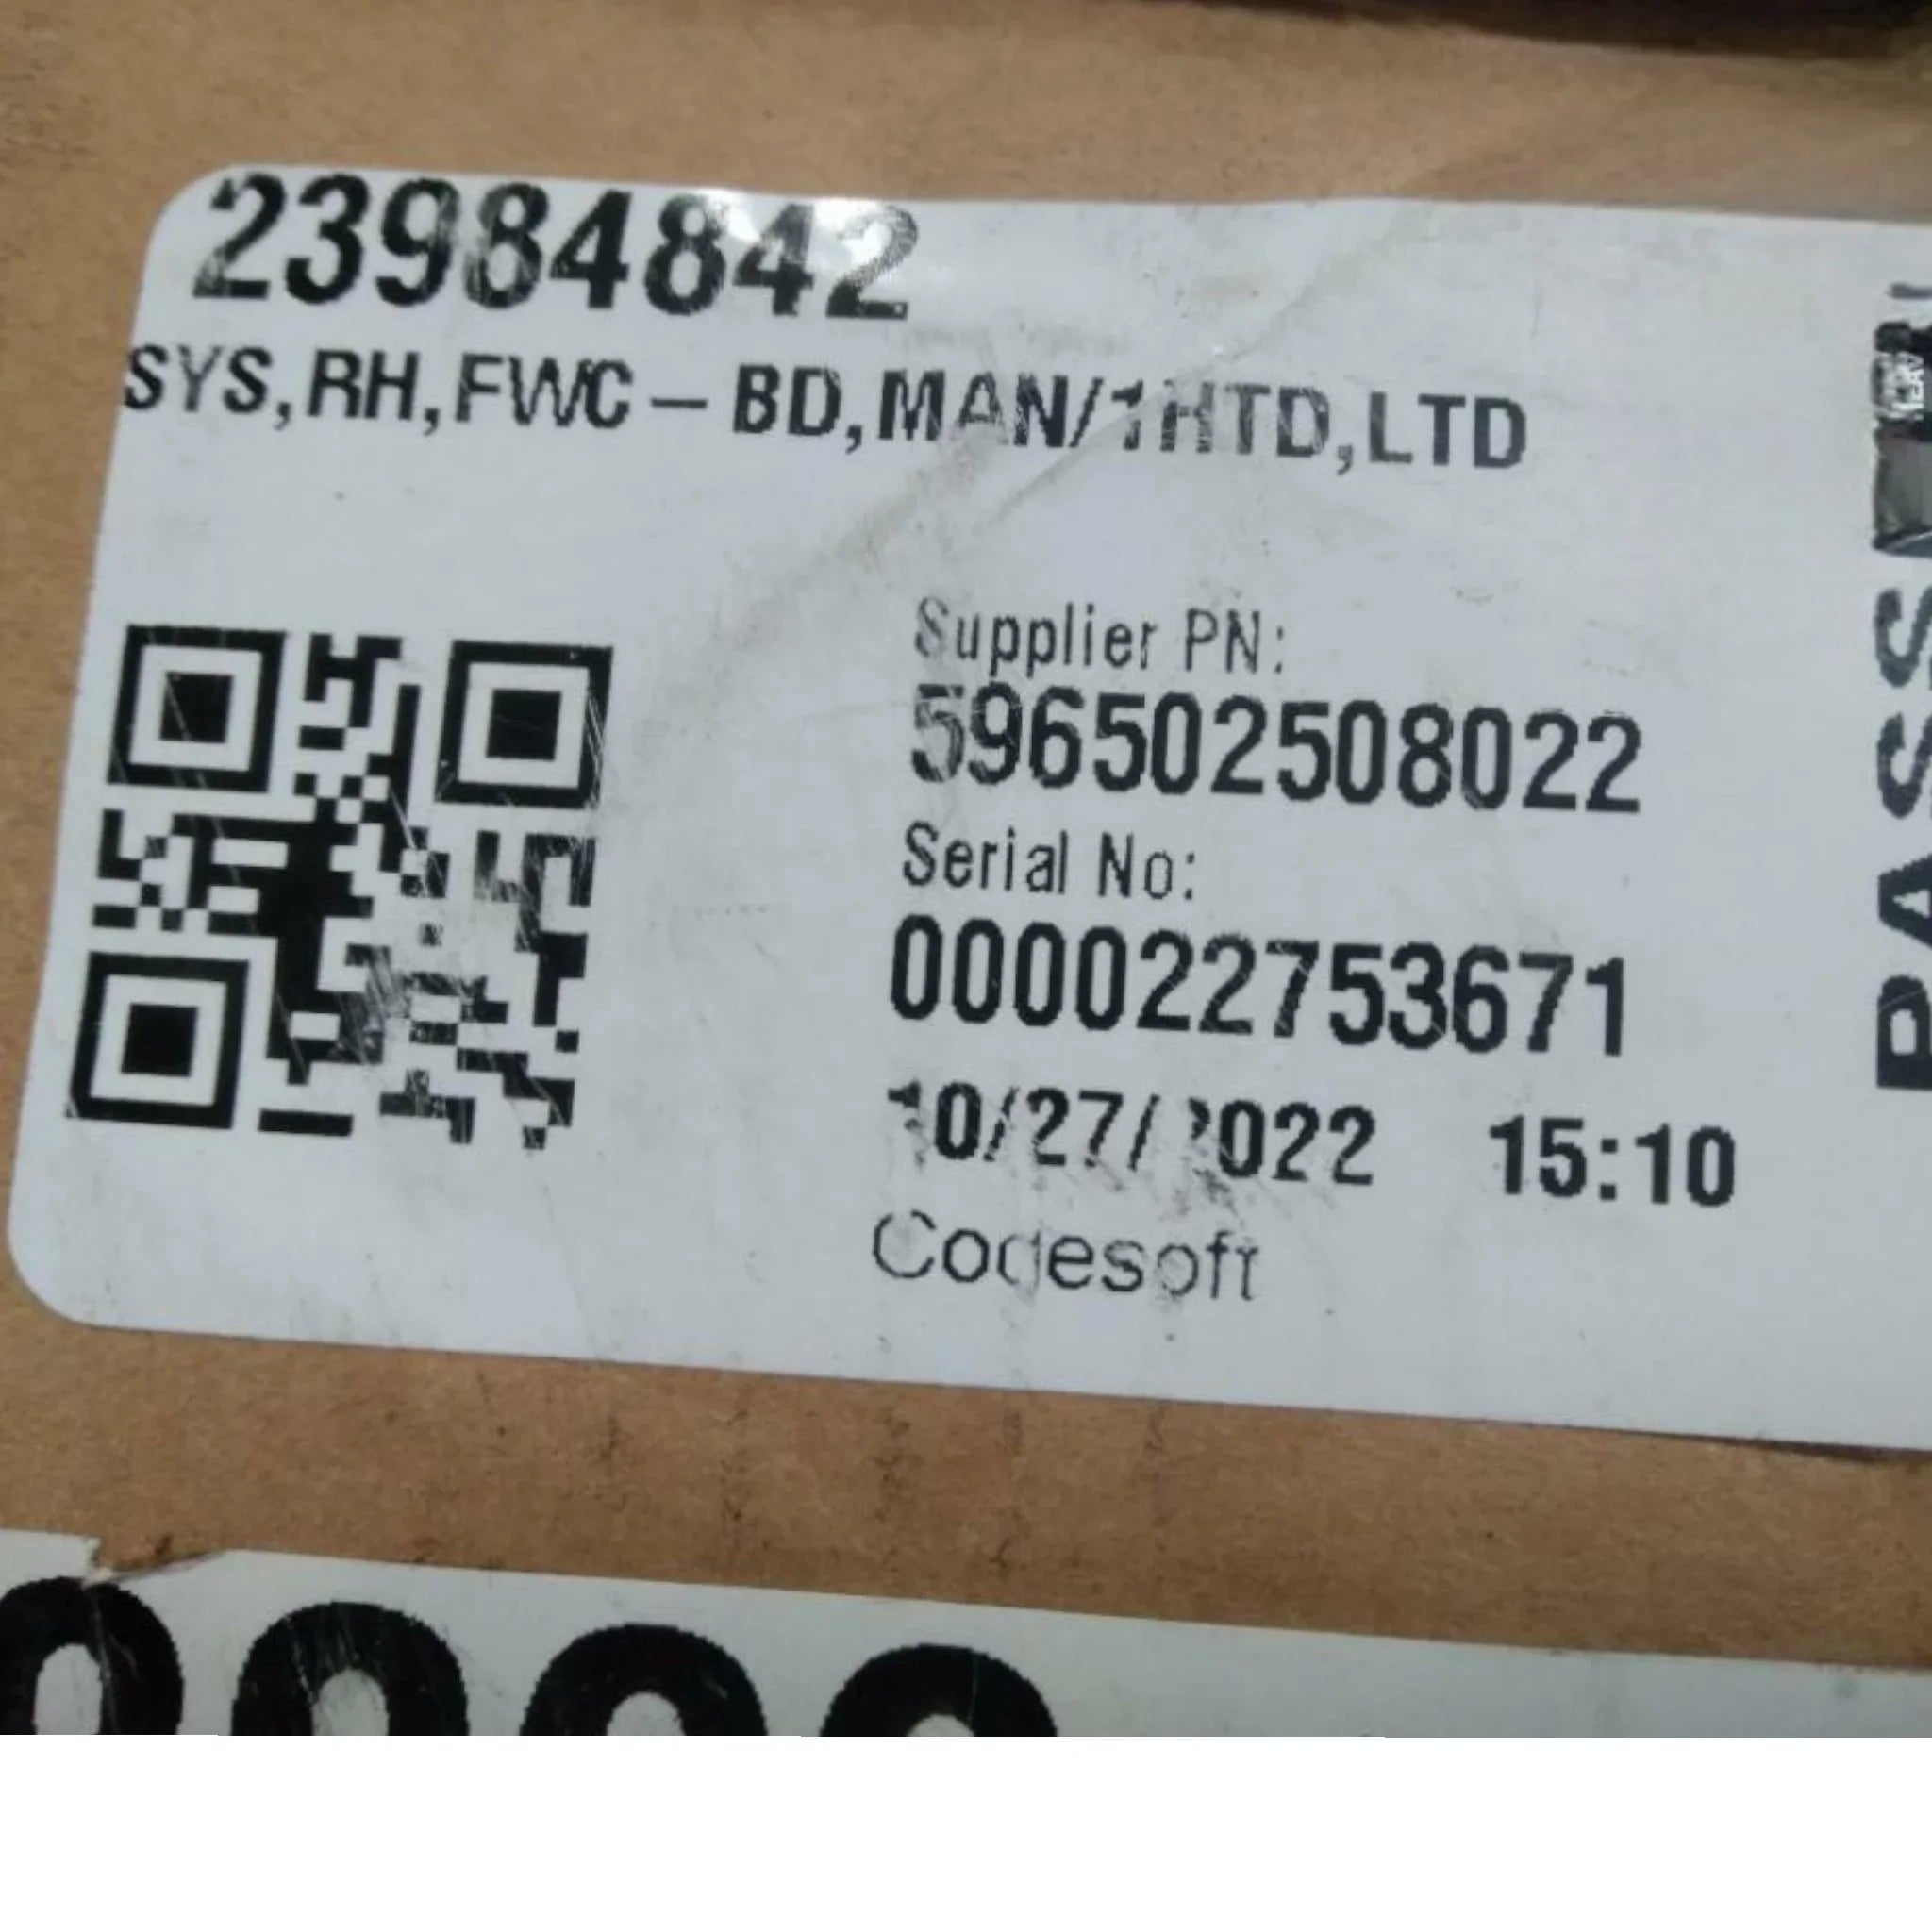 23984842
SYS,RH,FWC-BD,MAN/1HTD,LTD
Supplier PN:
596502508022
Serial No:
000022753671
10/27/2022 15:10
Codesoft